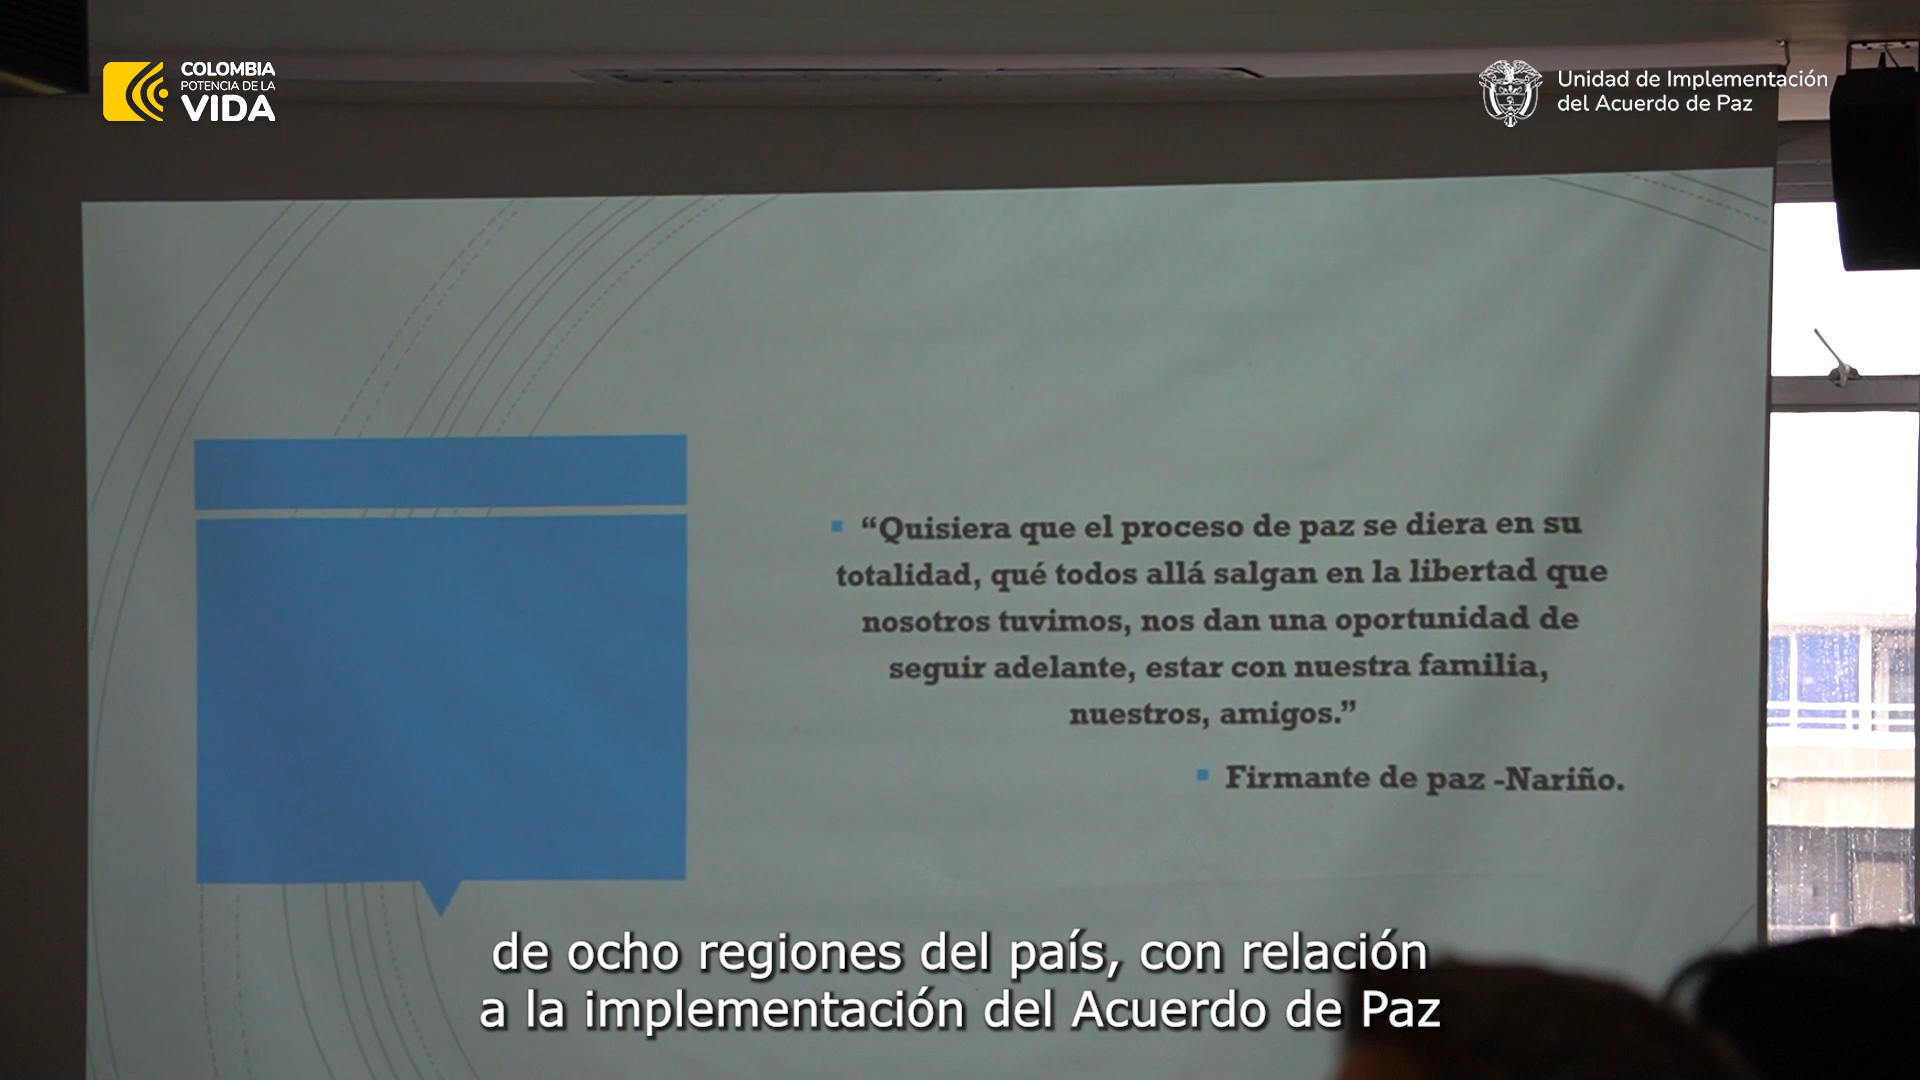 COLOMBIA
POTENCIA DE LA
VIDA
Unidad de Implementación
del Acuerdo de Paz
“Quisiera que el proceso de paz se diera en su
totalidad, qué todos allá salgan en la libertad que
nosotros tuvimos, nos dan una oportunidad de
seguir adelante, estar con nuestra familia,
nuestros, amigos.”
Firmante de paz -Nariño.
de ocho regiones del país, con relación
a la implementación del Acuerdo de Paz